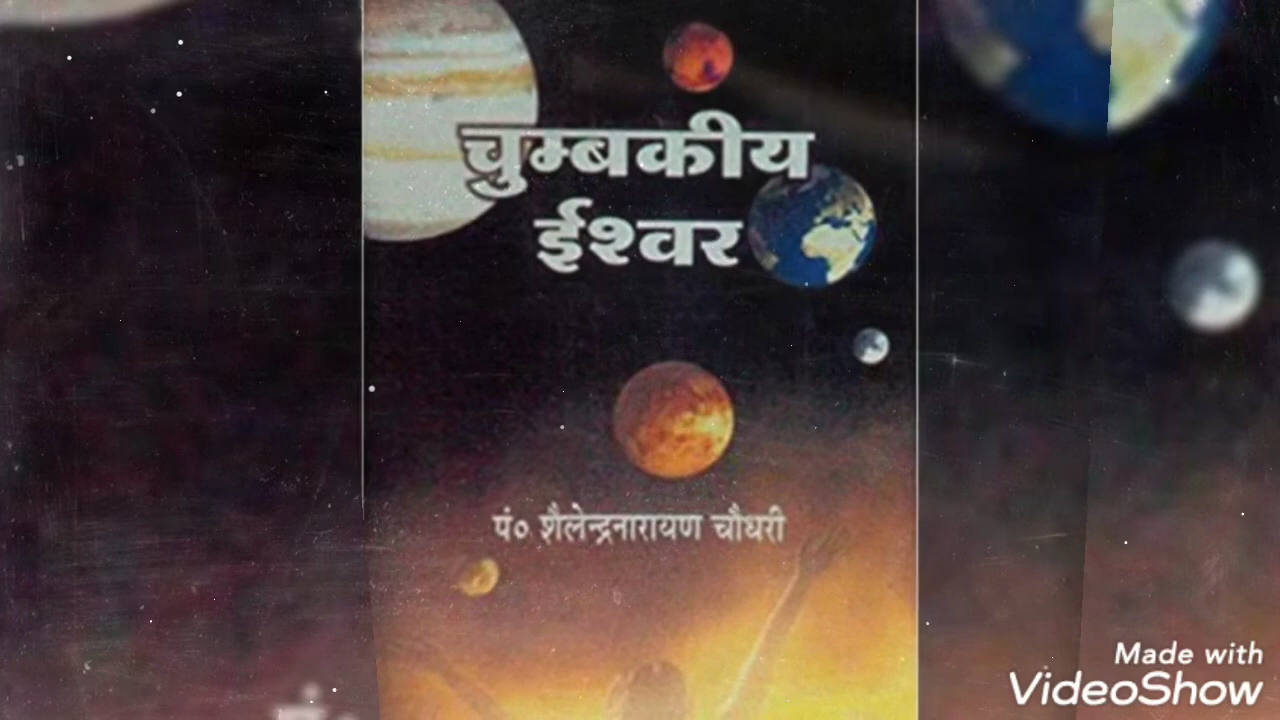 चुम्बकीय
ईश्वर
पं० शैलेन्द्रनारायण चौधरी
Made with
VideoShow